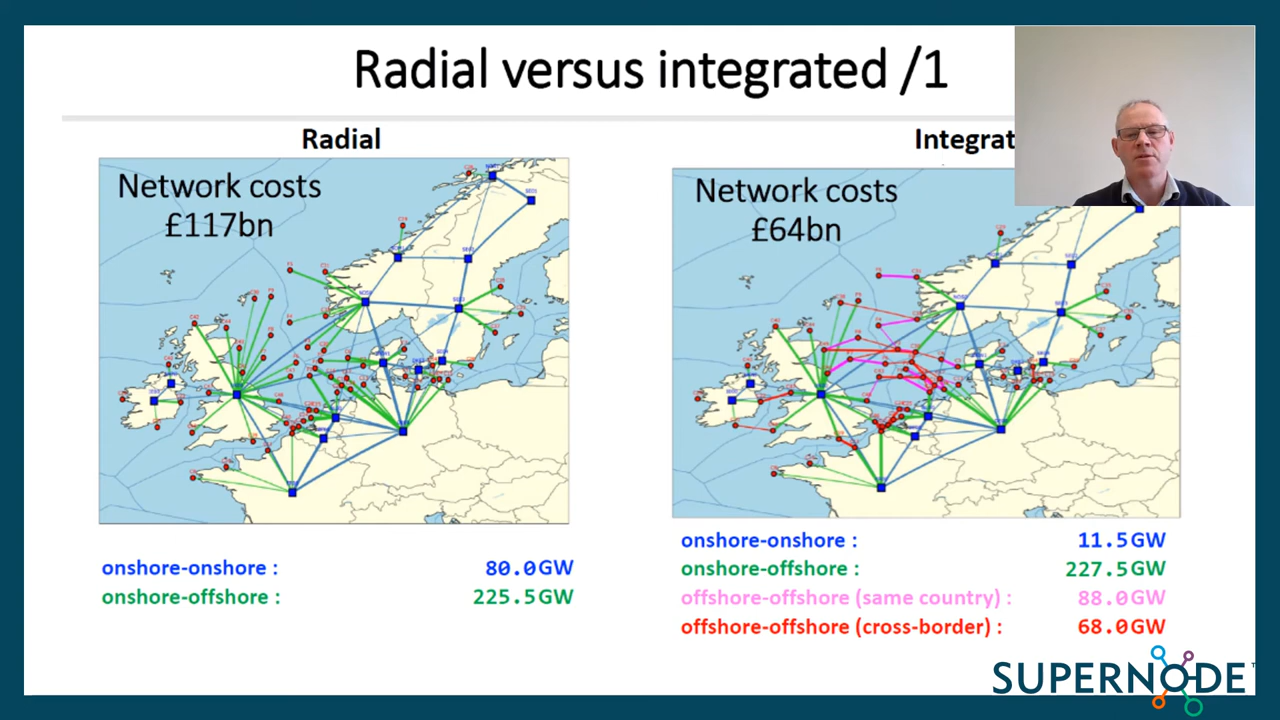 Radial versus integrated /1
Radial
Network costs
£117bn
onshore-onshore : 80.0GW
onshore-offshore : 225.5GW
Integrat
Network costs
£64bn
onshore-onshore : 11.5GW
onshore-offshore : 227.5GW
offshore-offshore (same country) : 88.0GW
offshore-offshore (cross-border) : 68.0GW
SUPERNODE